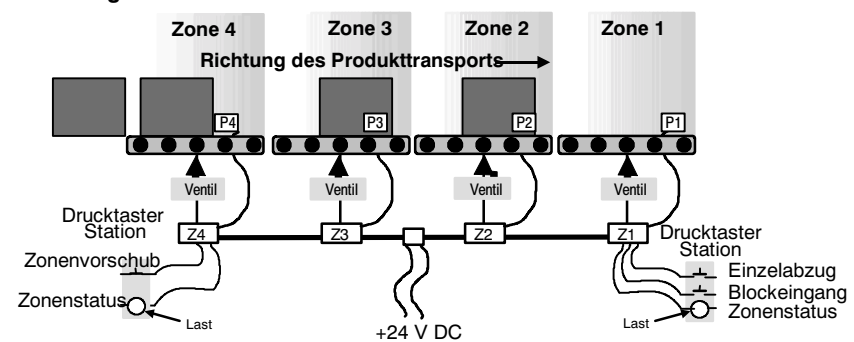 Zone 4 Zone 3 Zone 2 Zone 1
Richtung des Produkttransports
P4 P3 P2 P1
Ventil Ventil Ventil Ventil
Drucktaster
Station
Z4 Z3 Z2 Z1
Drucktaster
Station
Zonenvorschub
Zonenstatus
Last
+24 V DC
Einzelabzug
Blockeingang
Zonenstatus
Last